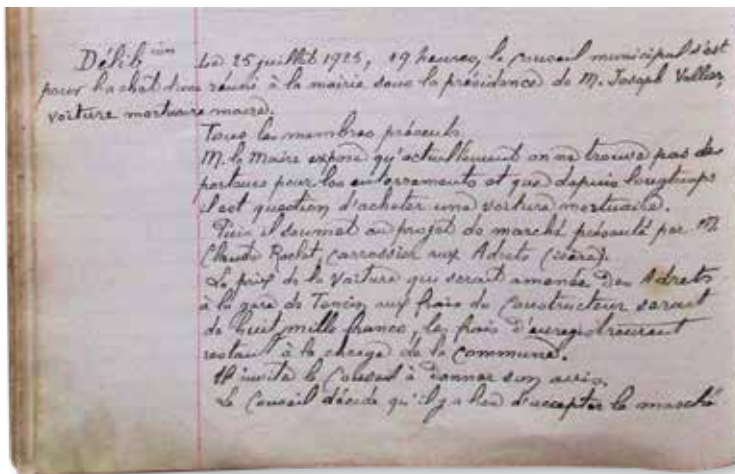 Délib ion
pour l'achat d'une
voiture mortuaire
Le 25 juillet 1925, 19 heures, le Conseil municipal s'est
réuni à la mairie sous la présidence de M. Joseph Vallier,
maire.
Tous les membres présents.
M. le Maire expose qu'actuellement on ne trouve pas des
porteurs pour les enterrements et que depuis longtemps
il est question d'acheter une voiture mortuaire.
Puis il soumet un projet de marché présenté par M.
Claude Rochet, carrossier aux Adrets (Isère).
Le prix de la voiture qui serait amenée des Adrets
à la gare de Tencin aux frais du Constructeur serait
de huit mille francs, les frais d'enregistrement
restant à la charge de la Commune.
Il invite le Conseil à donner son avis.
Le Conseil décide qu'il y a lieu d'accepter le marché